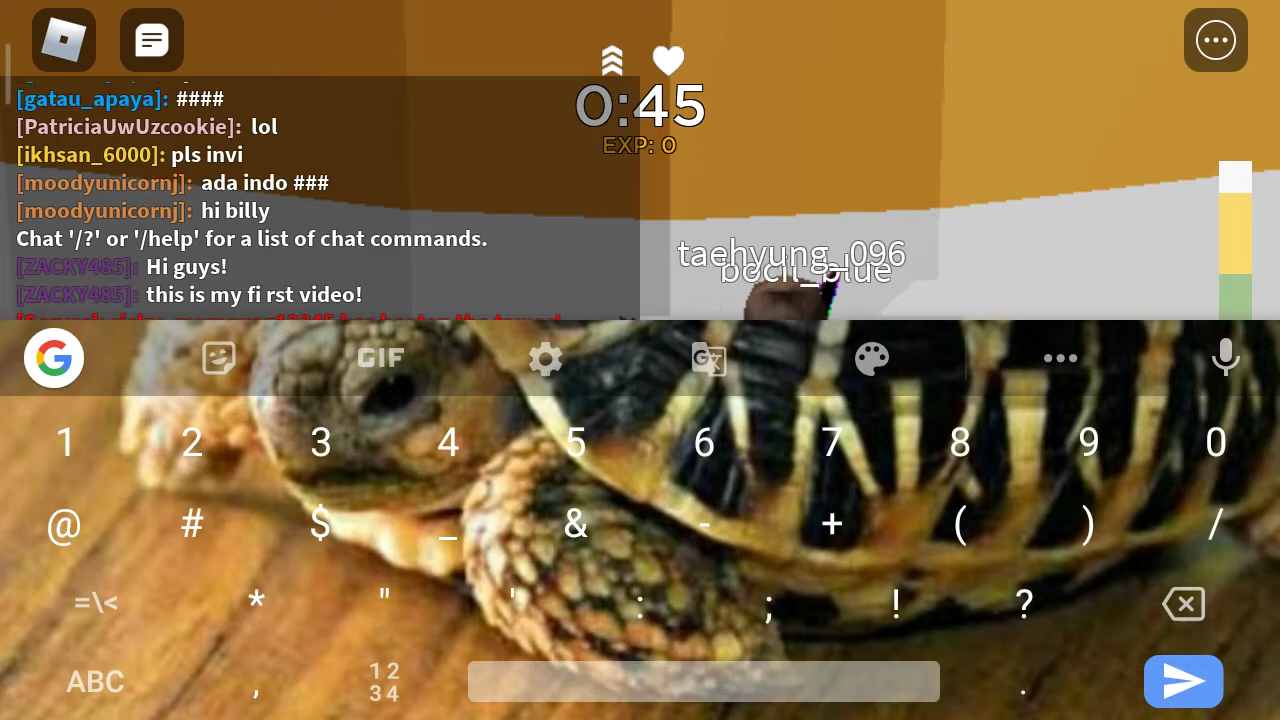 [gatau_apaya]: ####
[PatriciaUwUzcookie]: lol
[ikhsan_6000]: pls invi
[moodyunicornj]: ada indo ###
[moodyunicornj]: hi billy
Chat '/?' or '/help' for a list of chat commands.
[ZACKY485]: Hi guys!
[ZACKY485]: this is my fi rst video!
0:45
EXP: 0
taehyung_096
bocil_blue
G GIF G
1 2 3 4 5 6 7 8 9 0
@ # $ _ & - + ( ) /
=\< * " ' : ; ! ?
ABC , 12 .
34